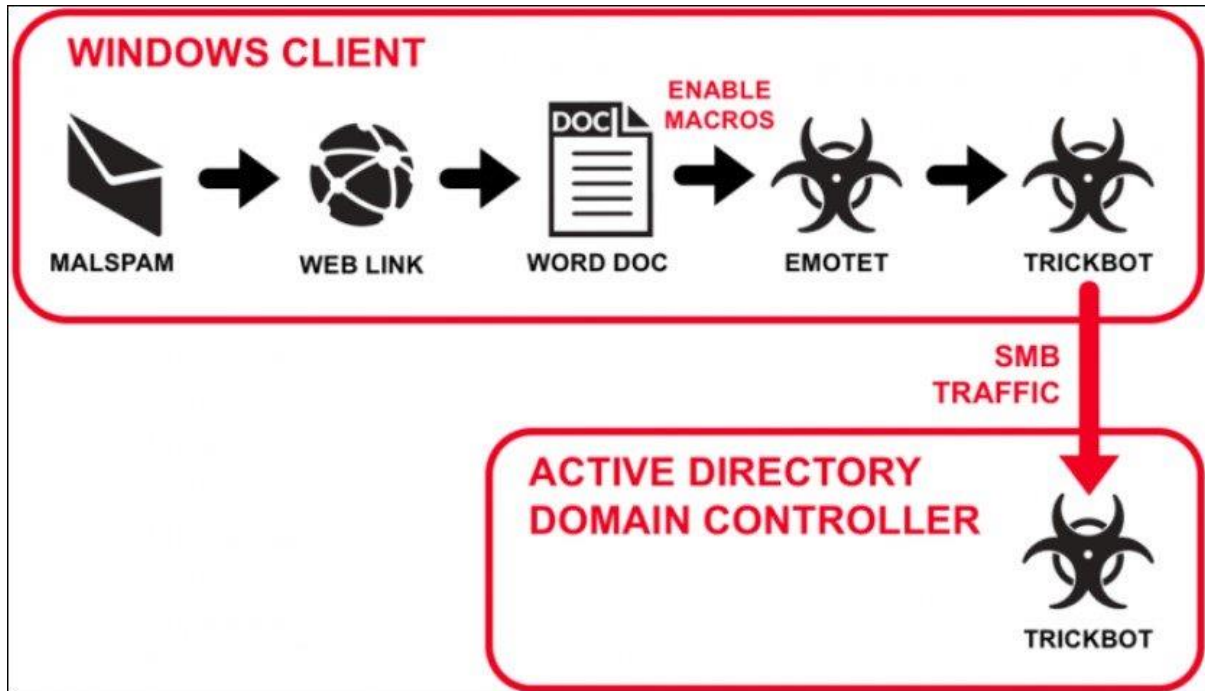 WINDOWS CLIENT
ENABLE
MACROS
DOC
MALSPAM
WEB LINK
WORD DOC
EMOTET
TRICKBOT
SMB
TRAFFIC
ACTIVE DIRECTORY
DOMAIN CONTROLLER
TRICKBOT